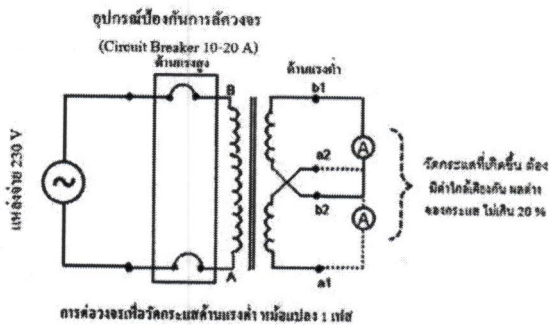 อุปกรณ์ป้องกันการลัดวงจร
(Circuit Breaker 10-20 A)
ด้านแรงสูง
ด้านแรงต่ำ
B
b1
A
a2
แหล่งจ่าย 230 V
b2
A
วัดกระแสที่เกิดขึ้น ต้อง
มีค่าใกล้เคียงกัน ผลต่าง
ของกระแส ไม่เกิน 20 %
A
a1
การต่อวงจรเพื่อวัดกระแสด้านแรงต่ำ หม้อแปลง 1 เฟส